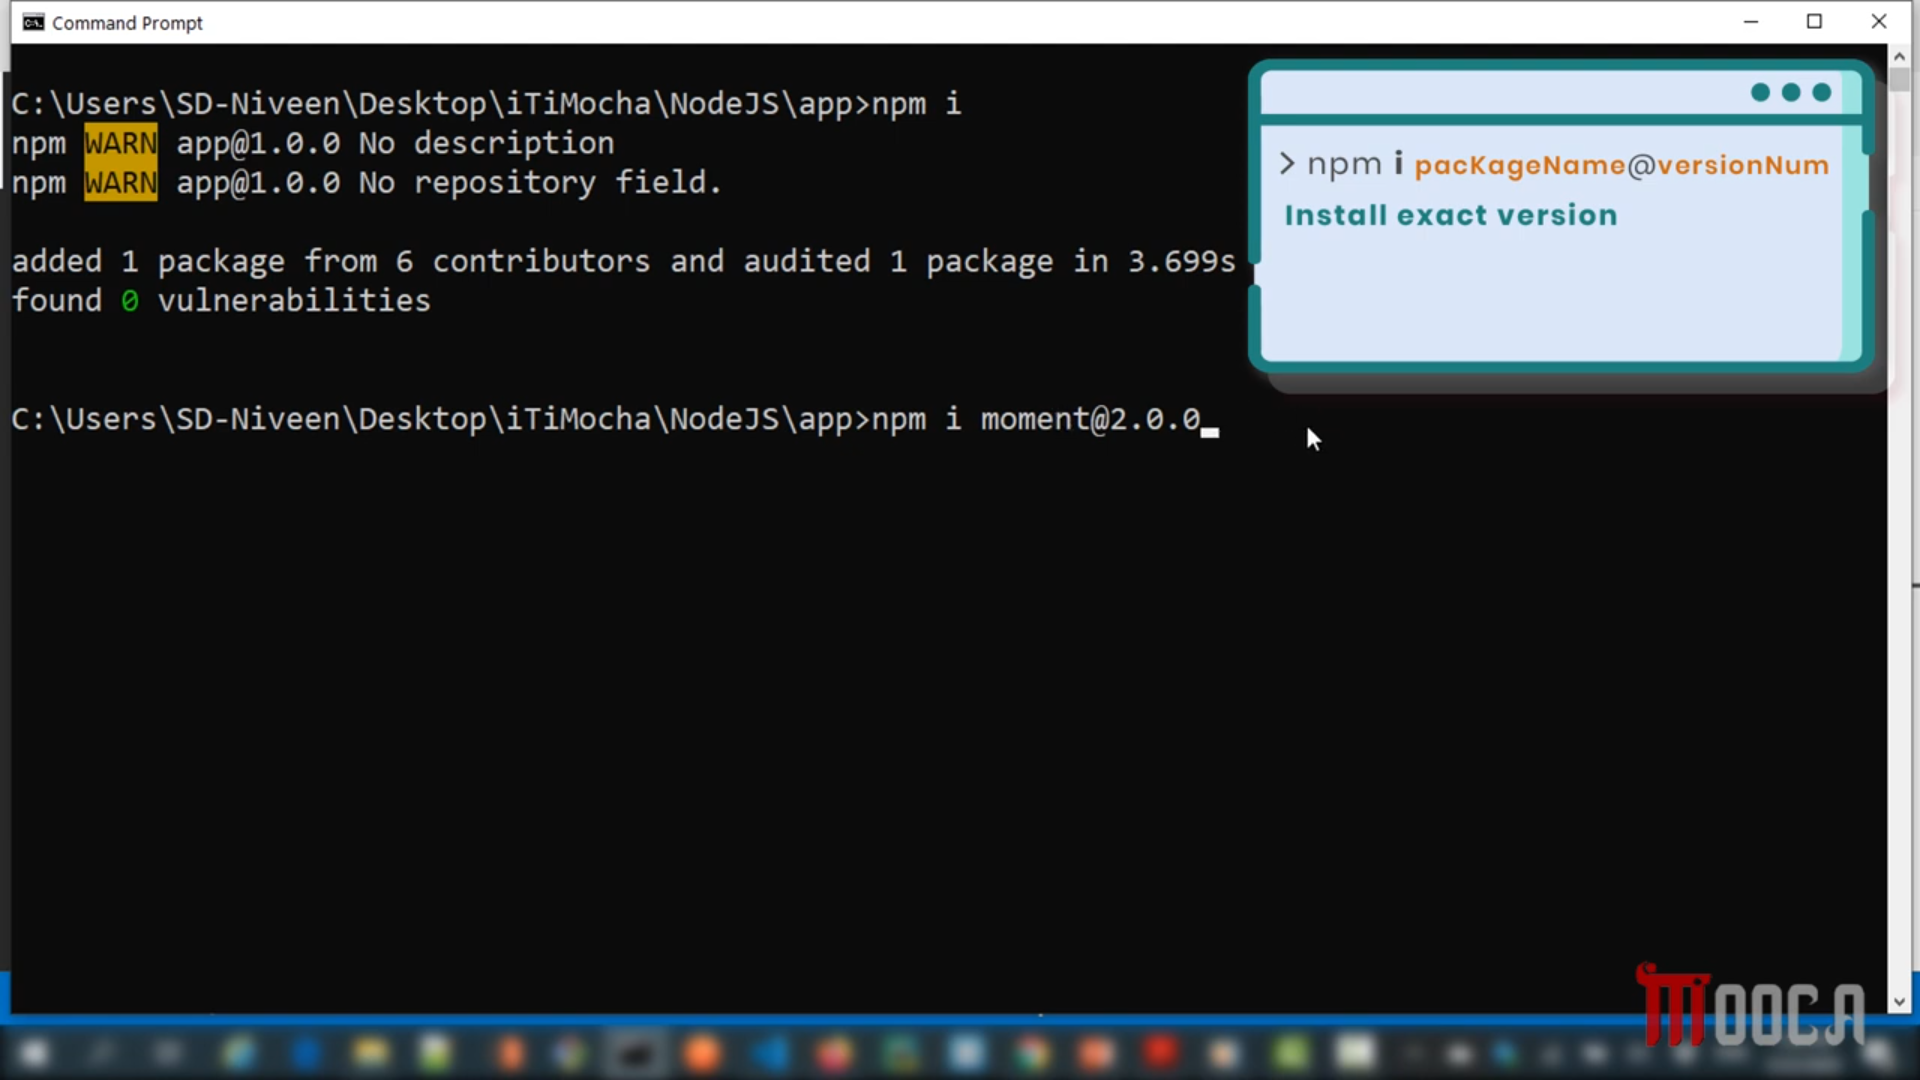 Command Prompt
C:\Users\SD-Niveen\Desktop\iTiMocha\NodeJS\app>npm i
npm WARN app@1.0.0 No description
npm WARN app@1.0.0 No repository field.
added 1 package from 6 contributors and audited 1 package in 3.699s
found 0 vulnerabilities
C:\Users\SD-Niveen\Desktop\iTiMocha\NodeJS\app>npm i moment@2.0.0
> npm i pacKageName@versionNum
Install exact version
MOOCA